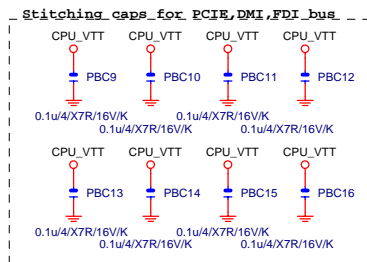 Stitching caps for PCIE,DMI,FDI bus
CPU_VTT CPU_VTT CPU_VTT CPU_VTT
PBC9 PBC10 PBC11 PBC12
0.1u/4/X7R/16V/K 0.1u/4/X7R/16V/K
0.1u/4/X7R/16V/K 0.1u/4/X7R/16V/K
CPU_VTT CPU_VTT CPU_VTT CPU_VTT
PBC13 PBC14 PBC15 PBC16
0.1u/4/X7R/16V/K 0.1u/4/X7R/16V/K
0.1u/4/X7R/16V/K 0.1u/4/X7R/16V/K